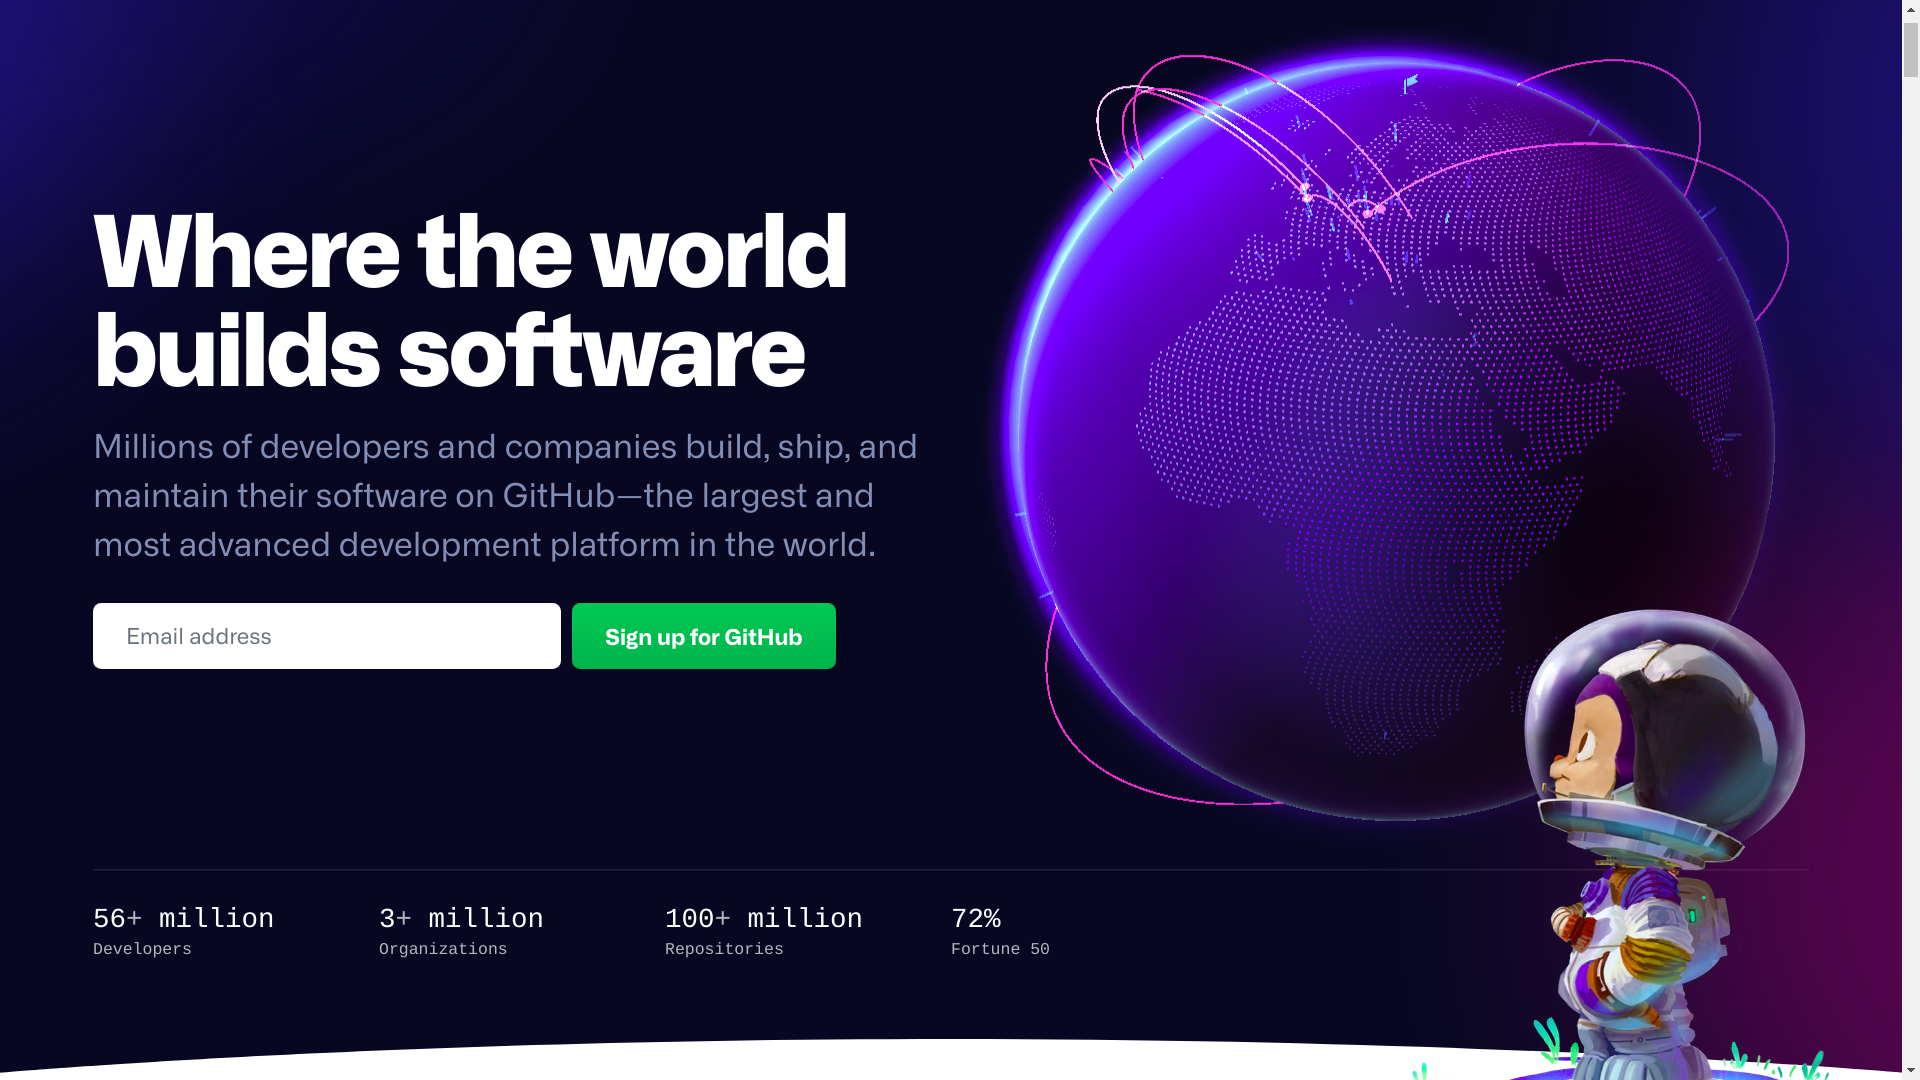 Where the world
builds software
Millions of developers and companies build, ship, and
maintain their software on GitHub—the largest and
most advanced development platform in the world.
Email address
Sign up for GitHub
56+ million
Developers
3+ million
Organizations
100+ million
Repositories
72%
Fortune 50